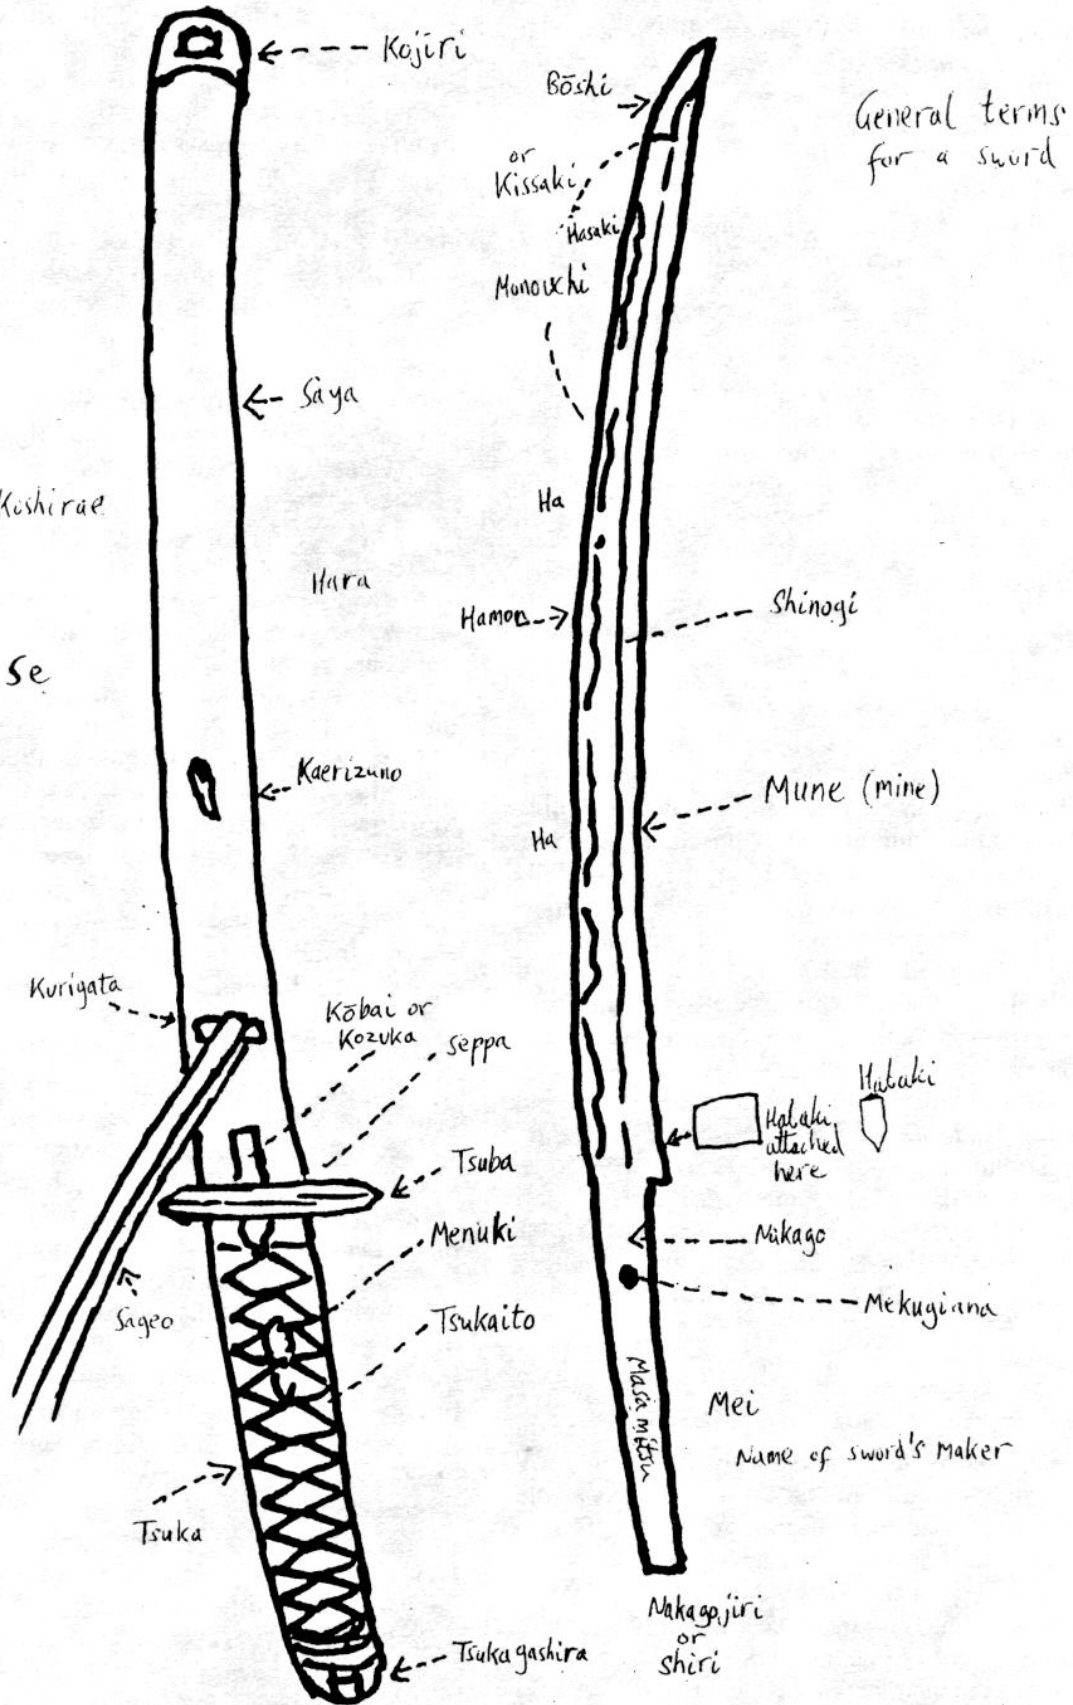 General terms
for a sword
Kojiri
Bōshi
or
Kissaki
Hasaki
Monouchi
Saya
Koshirae
Ha
Hara
Hamon
Shinogi
Se
Kaerizuno
Mune (mine)
Ha
Kurigata
Kōbai or
Kozuka
seppa
Habaki
Habaki
attached
here
Tsuba
Menuki
Nakago
Sageo
Tsukaito
Mekugiana
Masamitsu
Mei
Name of sword's maker
Tsuka
Nakagojiri
or
Shiri
Tsukagashira